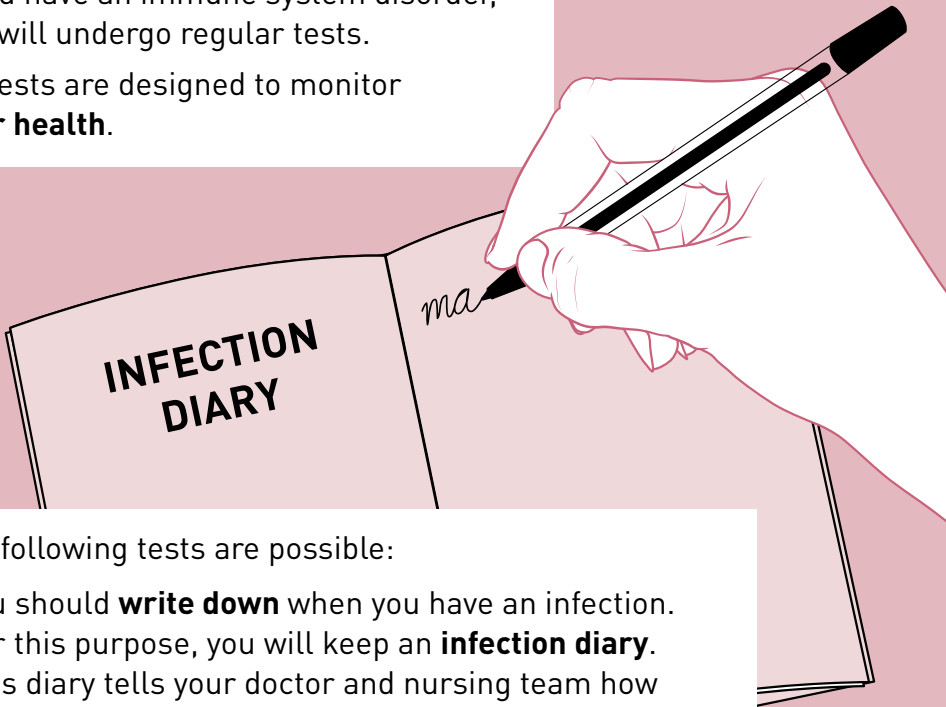 have an immune system disorder,
will undergo regular tests.
ests are designed to monitor
r health.
ma
INFECTION
DIARY
following tests are possible:
u should write down when you have an infection.
r this purpose, you will keep an infection diary.
s diary tells your doctor and nursing team how